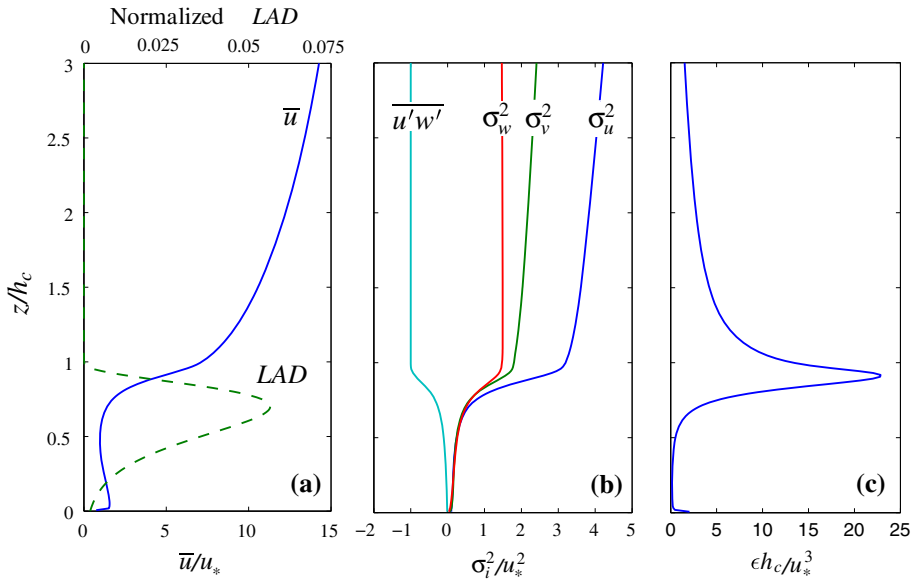 Normalized LAD
0 0.025 0.05 0.075
3
2.5
2
1.5
1
0.5
0
z/h_c
u̅
LAD
(a)
0 5 10 15
u̅/u_*
u'w' σ_w^2 σ_v^2 σ_u^2
(b)
−2 −1 0 1 2 3 4 5
σ_i^2/u_*^2
(c)
0 5 10 15 20 25
ϵh_c/u_*^3